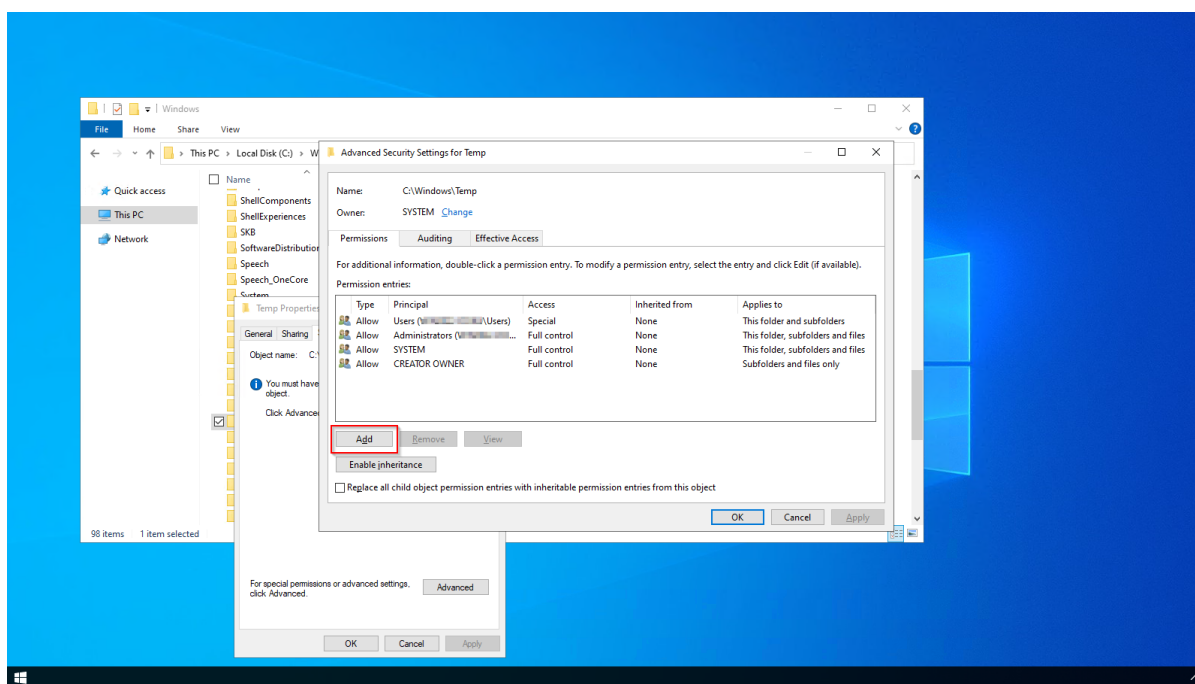 Windows
File Home Share View
This PC > Local Disk (C:) > W
Name
Quick access
This PC
Network
ShellComponents
ShellExperiences
SKB
SoftwareDistribution
Speech
Speech_OneCore
System
98 items 1 item selected
Temp Properties
General Sharing
Object name: C:\
You must have
object.
Click Advanced
For special permissions or advanced settings,
click Advanced.
Advanced
OK Cancel Apply
Advanced Security Settings for Temp
Name: C:\Windows\Temp
Owner: SYSTEM Change
Permissions Auditing Effective Access
For additional information, double-click a permission entry. To modify a permission entry, select the entry and click Edit (if available).
Permission entries:
Type Principal Access Inherited from Applies to
Allow Users (\Users) Special None This folder and subfolders
Allow Administrators ( ... Full control None This folder, subfolders and files
Allow SYSTEM Full control None This folder, subfolders and files
Allow CREATOR OWNER Full control None Subfolders and files only
Add Remove View
Enable inheritance
Replace all child object permission entries with inheritable permission entries from this object
OK Cancel Apply